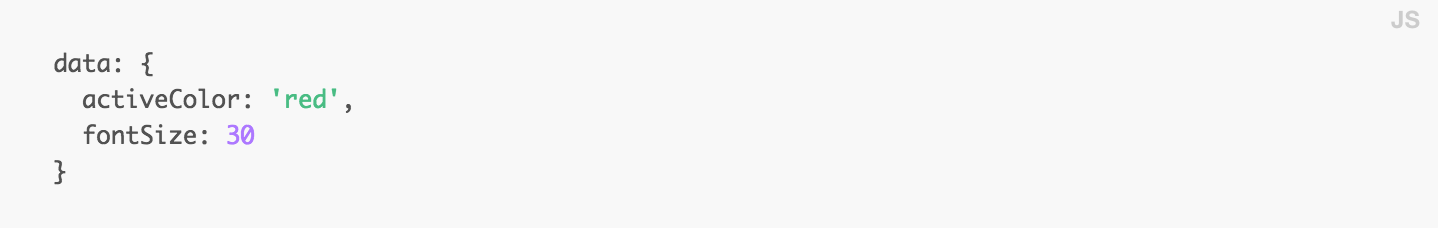 JS
data: {
  activeColor: 'red',
  fontSize: 30
}